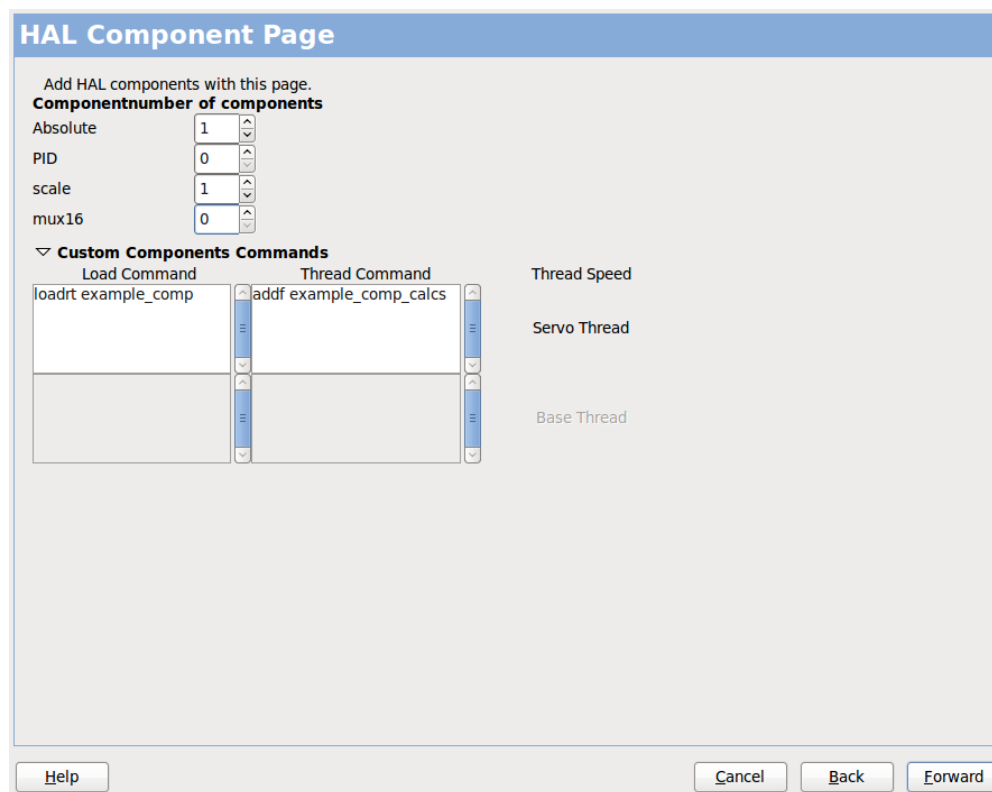 HAL Component Page
Add HAL components with this page.
Componentnumber of components
Absolute 1
PID 0
scale 1
mux16 0
Custom Components Commands
Load Command Thread Command Thread Speed
loadrt example_comp addf example_comp_calcs
Servo Thread
Base Thread
Help Cancel Back Forward